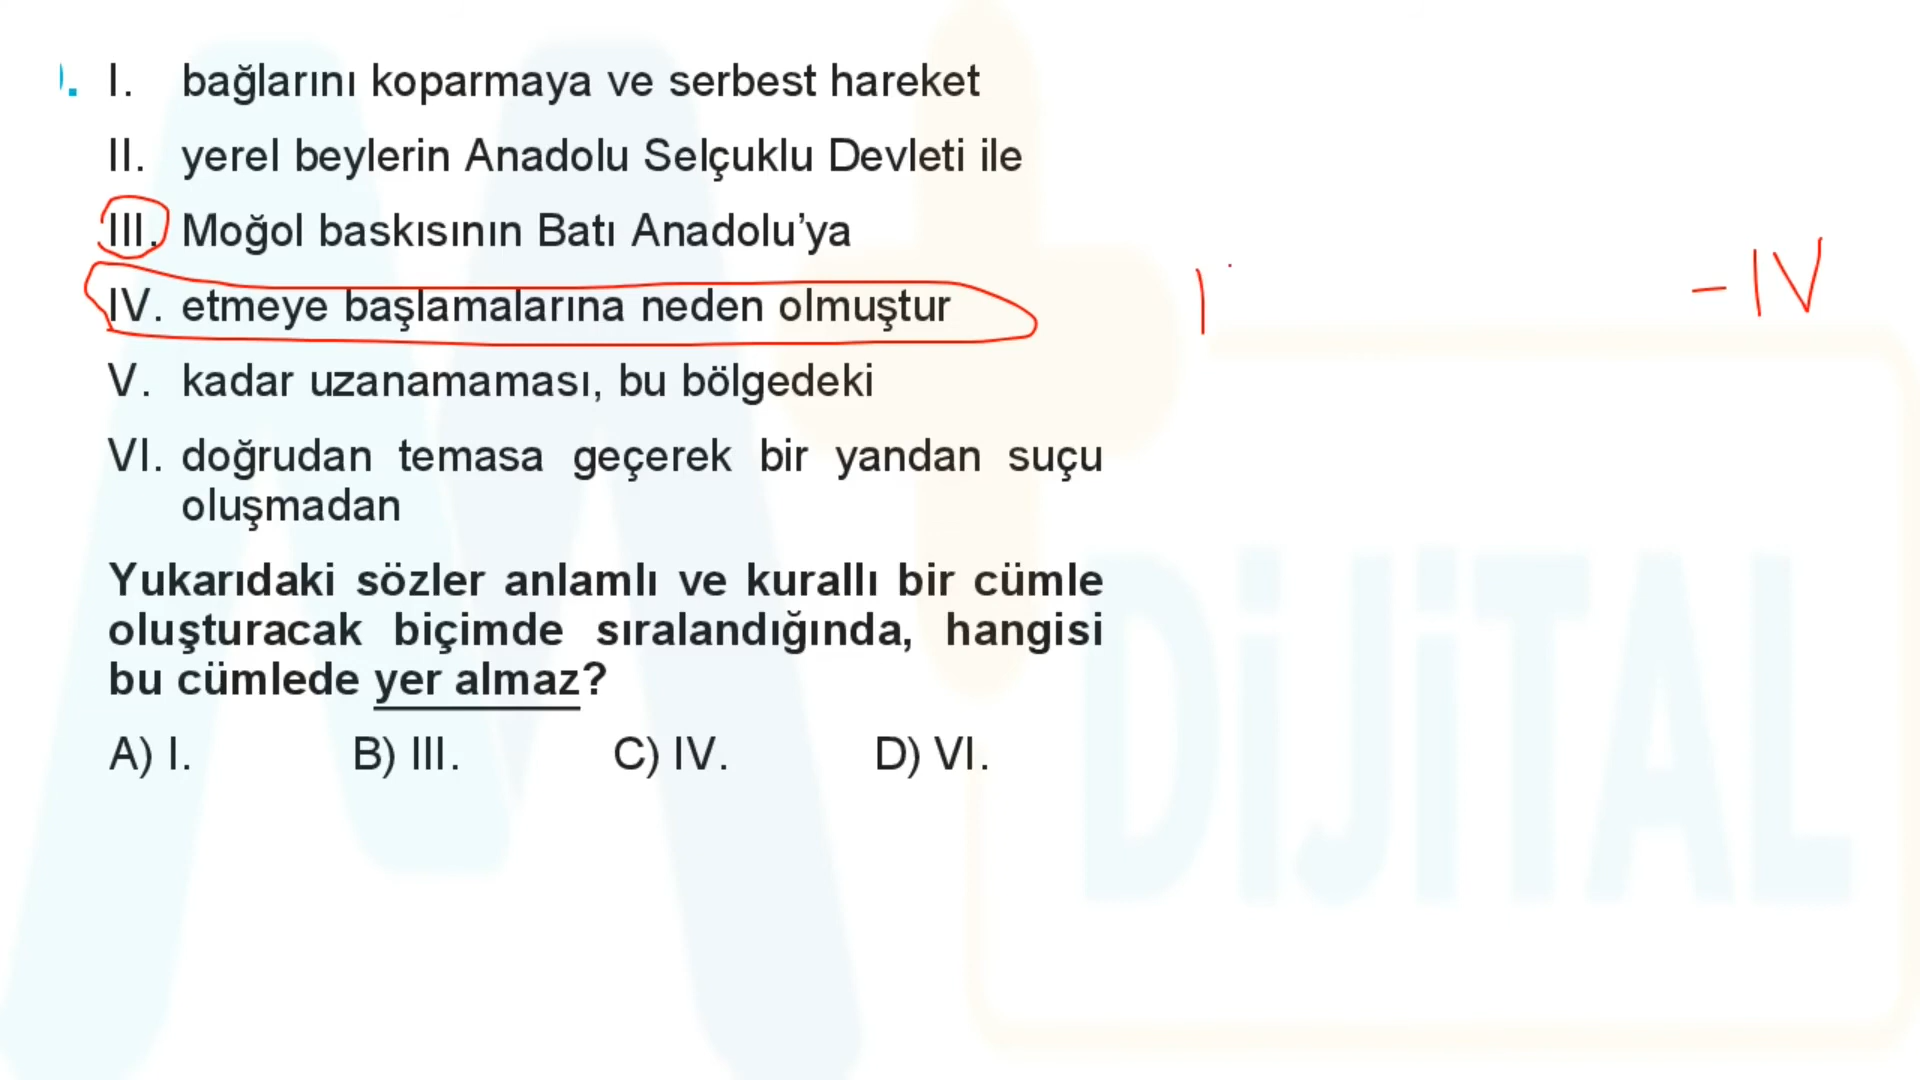 I. bağlarını koparmaya ve serbest hareket
II. yerel beylerin Anadolu Selçuklu Devleti ile
III. Moğol baskısının Batı Anadolu’ya
IV. etmeye başlamalarına neden olmuştur
V. kadar uzanamaması, bu bölgedeki
VI. doğrudan temasa geçerek bir yandan suçu
oluşmadan
Yukarıdaki sözler anlamlı ve kurallı bir cümle
oluşturacak biçimde sıralandığında, hangisi
bu cümlede yer almaz?
A) I. B) III. C) IV. D) VI.
I - IV
DİJİTAL